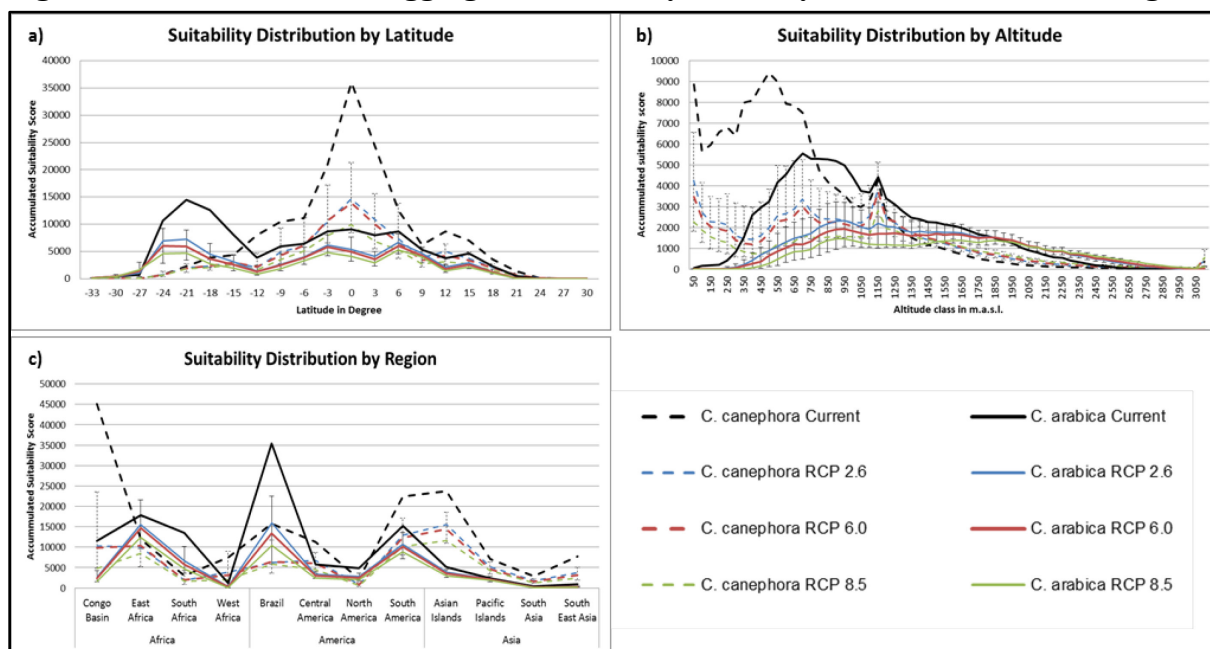 a)
Suitability Distribution by Latitude
Accumulated Suitability Score
40000
35000
30000
25000
20000
15000
10000
5000
0
-33 -30 -27 -24 -21 -18 -15 -12 -9 -6 -3 0 3 6 9 12 15 18 21 24 27 30
Latitude in Degree
b)
Suitability Distribution by Altitude
Accummulated suitability score
10000
9000
8000
7000
6000
5000
4000
3000
2000
1000
0
50 150 250 350 450 550 650 750 850 950 1050 1150 1250 1350 1450 1550 1650 1750 1850 1950 2050 2150 2250 2350 2450 2550 2650 2750 2850 2950 3050
Altitude class in m.a.s.l.
c)
Suitability Distribution by Region
Accumulated Suitability Score
50000
45000
40000
35000
30000
25000
20000
15000
10000
5000
0
Congo East South West Brazil Central North South Asian Pacific South South
Basin Africa Africa Africa America America America Islands Islands Asia East Asia
Africa America Asia
C. canephora Current C. arabica Current
C. canephora RCP 2.6 C. arabica RCP 2.6
C. canephora RCP 6.0 C. arabica RCP 6.0
C. canephora RCP 8.5 C. arabica RCP 8.5